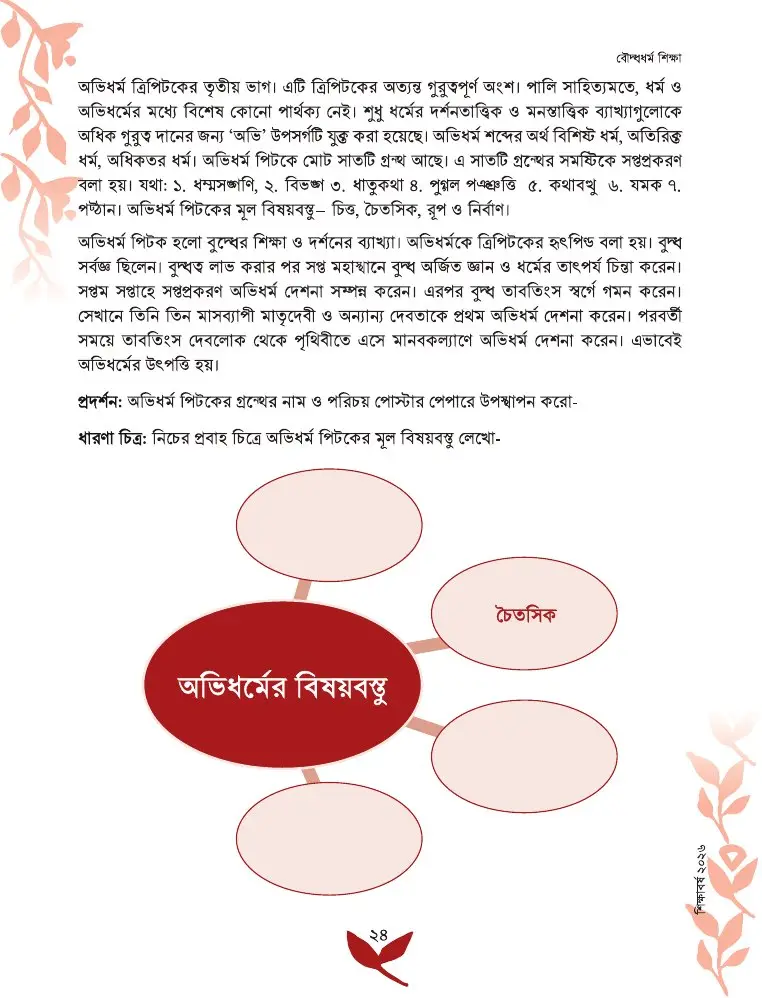 বৌদ্ধধর্ম শিক্ষা
অভিধর্ম ত্রিপিটকের তৃতীয় ভাগ। এটি ত্রিপিটকের অত্যন্ত গুরুত্বপূর্ণ অংশ। পালি সাহিত্যমতে, ধর্ম ও
অভিধর্মের মধ্যে বিশেষ কোনো পার্থক্য নেই। শুধু ধর্মের দর্শনতাত্ত্বিক ও মনস্তাত্ত্বিক ব্যাখ্যাগুলোকে
অধিক গুরুত্ব দানের জন্য ‘অভি’ উপসর্গটি যুক্ত করা হয়েছে। অভিধর্ম শব্দের অর্থ বিশিষ্ট ধর্ম, অতিরিক্ত
ধর্ম, অধিকতর ধর্ম। অভিধর্ম পিটকে মোট সাতটি গ্রন্থ আছে। এ সাতটি গ্রন্থের সমষ্টিকে সপ্তপ্রকরণ
বলা হয়। যথা: ১. ধম্মসঙ্গণি, ২. বিভঙ্গ ৩. ধাতুকথা ৪. পুগ্গল পঞ্ঞত্তি ৫. কথাবত্থু ৬. যমক ৭.
পট্ঠান। অভিধর্ম পিটকের মূল বিষয়বস্তু– চিত্ত, চৈতসিক, রূপ ও নির্বাণ।
অভিধর্ম পিটক হলো বুদ্ধের শিক্ষা ও দর্শনের ব্যাখ্যা। অভিধর্মকে ত্রিপিটকের হৃৎপিণ্ড বলা হয়। বুদ্ধ
সর্বজ্ঞ ছিলেন। বুদ্ধত্ব লাভ করার পর সপ্ত মহাস্থানে বুদ্ধ অর্জিত জ্ঞান ও ধর্মের তাৎপর্য চিন্তা করেন।
সপ্তম সপ্তাহে সপ্তপ্রকরণ অভিধর্ম দেশনা সম্পন্ন করেন। এরপর বুদ্ধ তাবতিংস স্বর্গে গমন করেন।
সেখানে তিনি তিন মাসব্যাপী মাতৃদেবী ও অন্যান্য দেবতাকে প্রথম অভিধর্ম দেশনা করেন। পরবর্তী
সময়ে তাবতিংস দেবলোক থেকে পৃথিবীতে এসে মানবকল্যাণে অভিধর্ম দেশনা করেন। এভাবেই
অভিধর্মের উৎপত্তি হয়।
প্রদর্শন: অভিধর্ম পিটকের গ্রন্থের নাম ও পরিচয় পোস্টার পেপারে উপস্থাপন করো-
ধারণা চিত্র: নিচের প্রবাহ চিত্রে অভিধর্ম পিটকের মূল বিষয়বস্তু লেখো-
চৈতসিক
অভিধর্মের বিষয়বস্তু
শিক্ষাবর্ষ ২০২৬
২৪